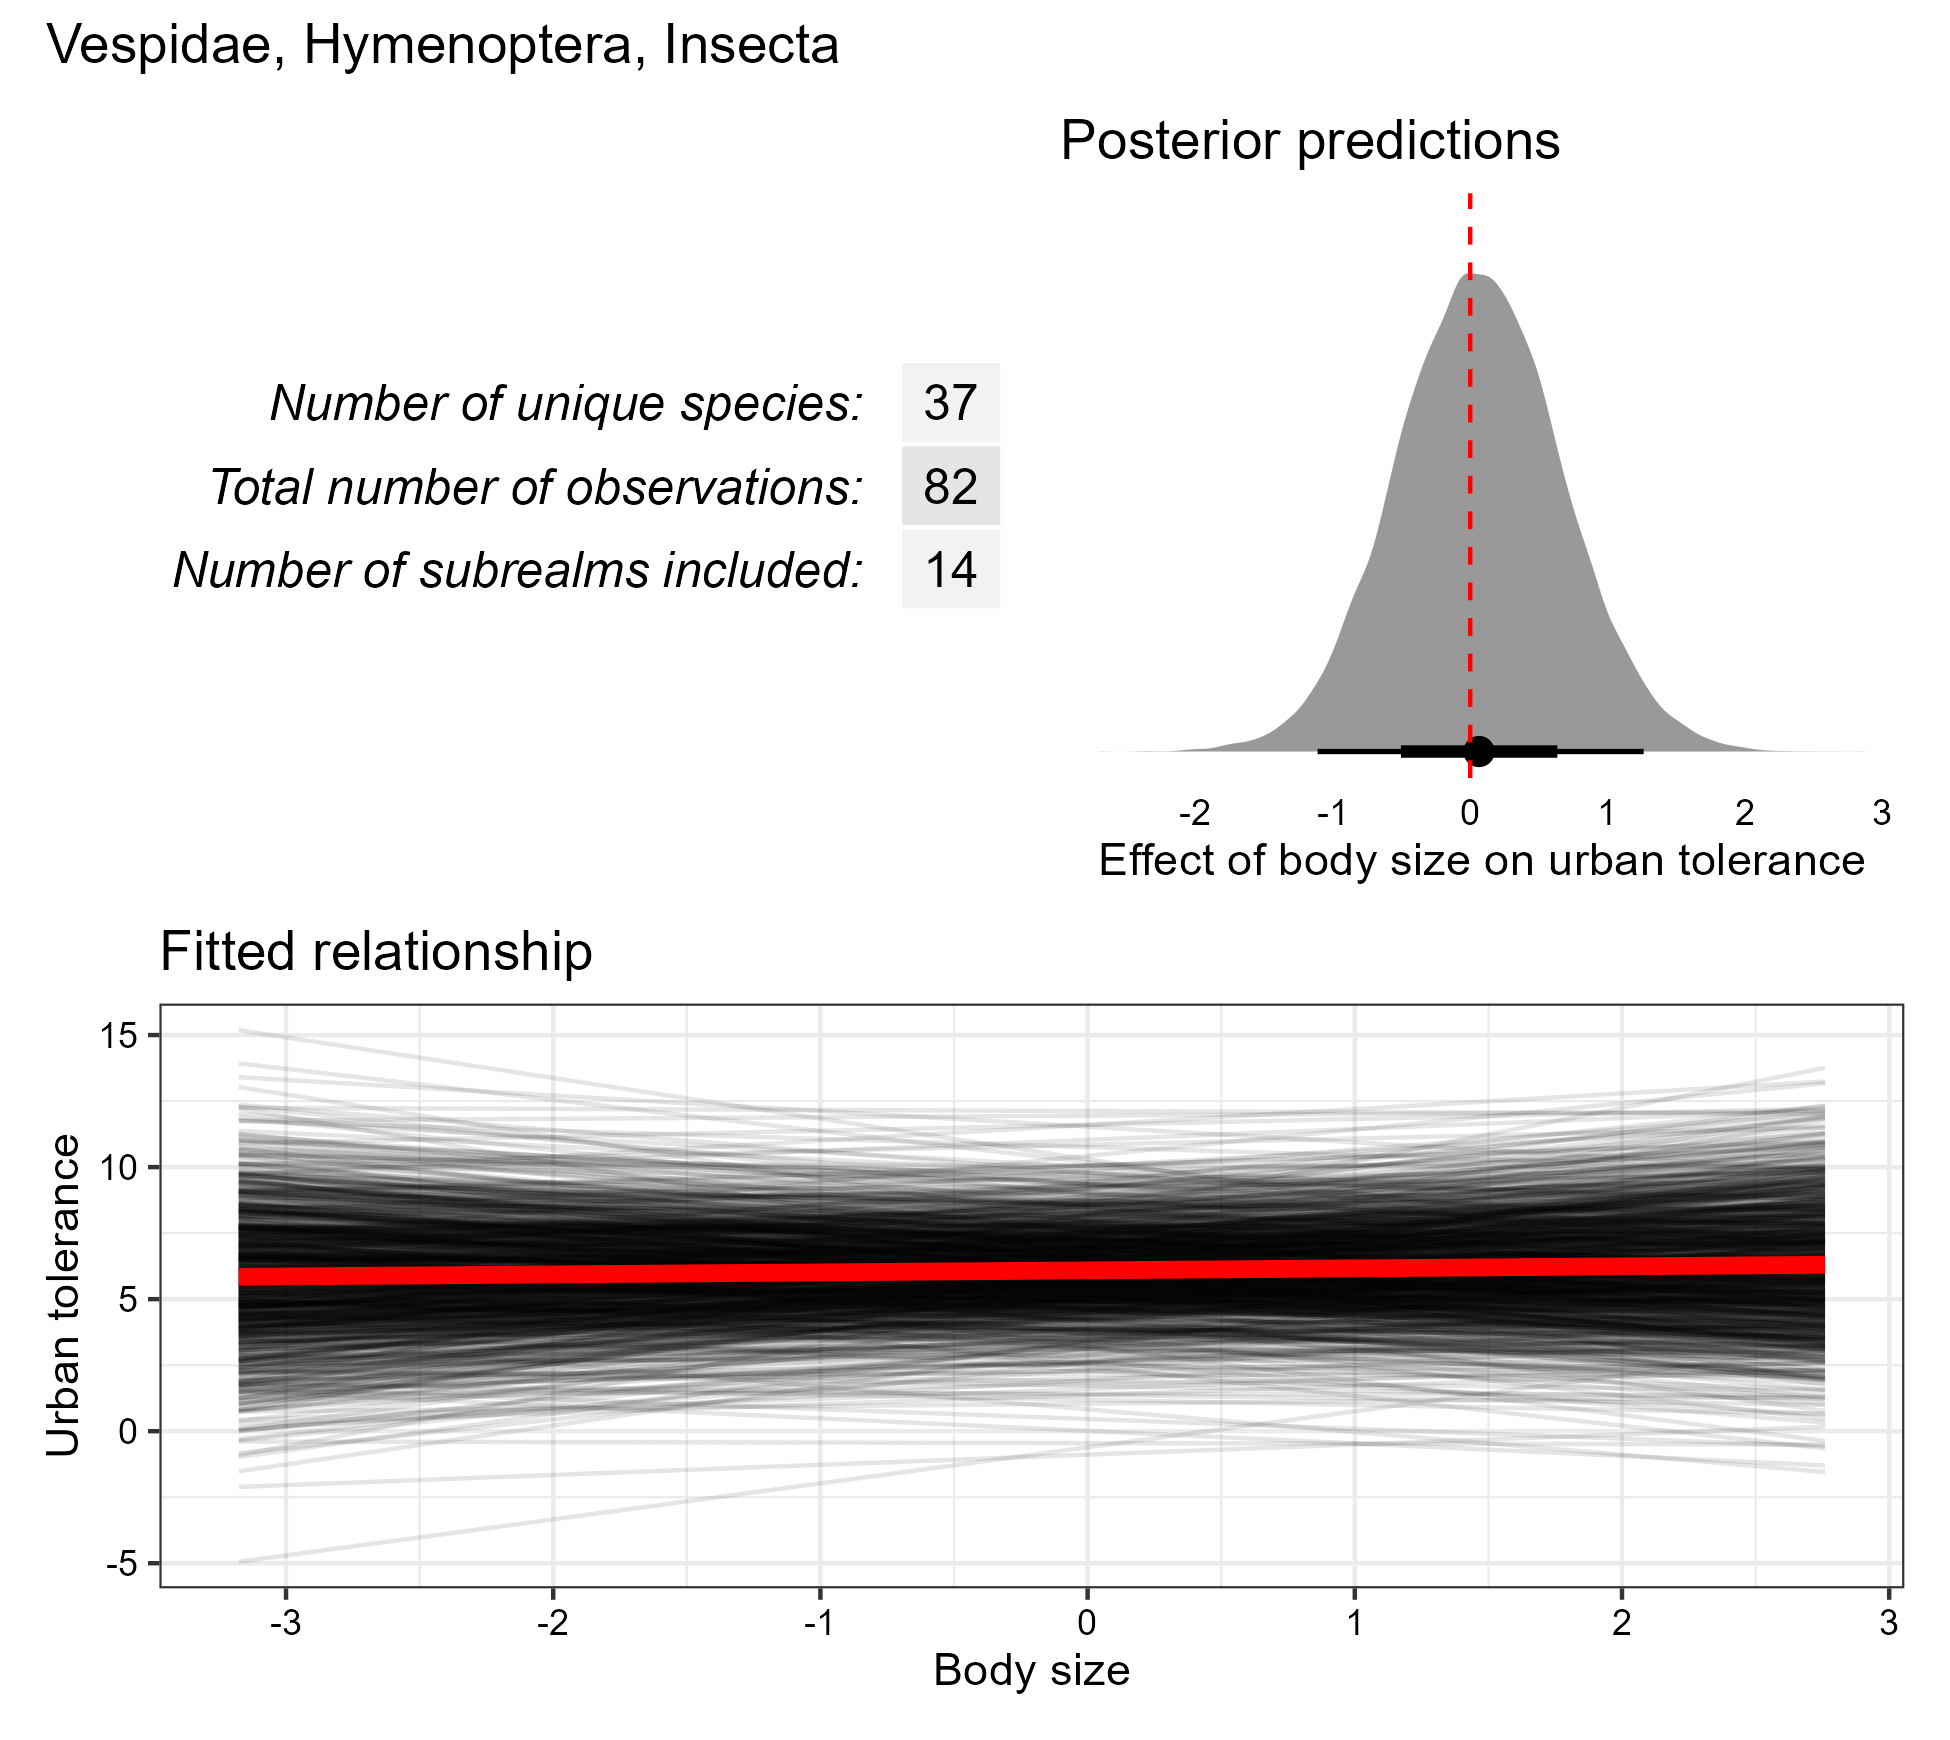 Vespidae, Hymenoptera, Insecta
Posterior predictions
Number of unique species: 37
Total number of observations: 82
Number of subrealms included: 14
-2 -1 0 1 2 3
Effect of body size on urban tolerance
Fitted relationship
Urban tolerance
15
10
5
0
-5
-3 -2 -1 0 1 2 3
Body size